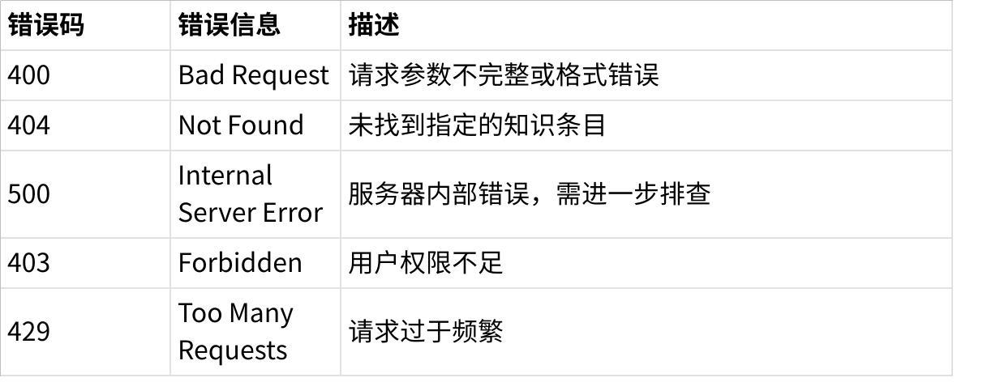 错误码 错误信息 描述
400 Bad Request 请求参数不完整或格式错误
404 Not Found 未找到指定的知识条目
Internal
500 服务器内部错误，需进一步排查
Server Error
403 Forbidden 用户权限不足
Too Many
429 请求过于频繁
Requests